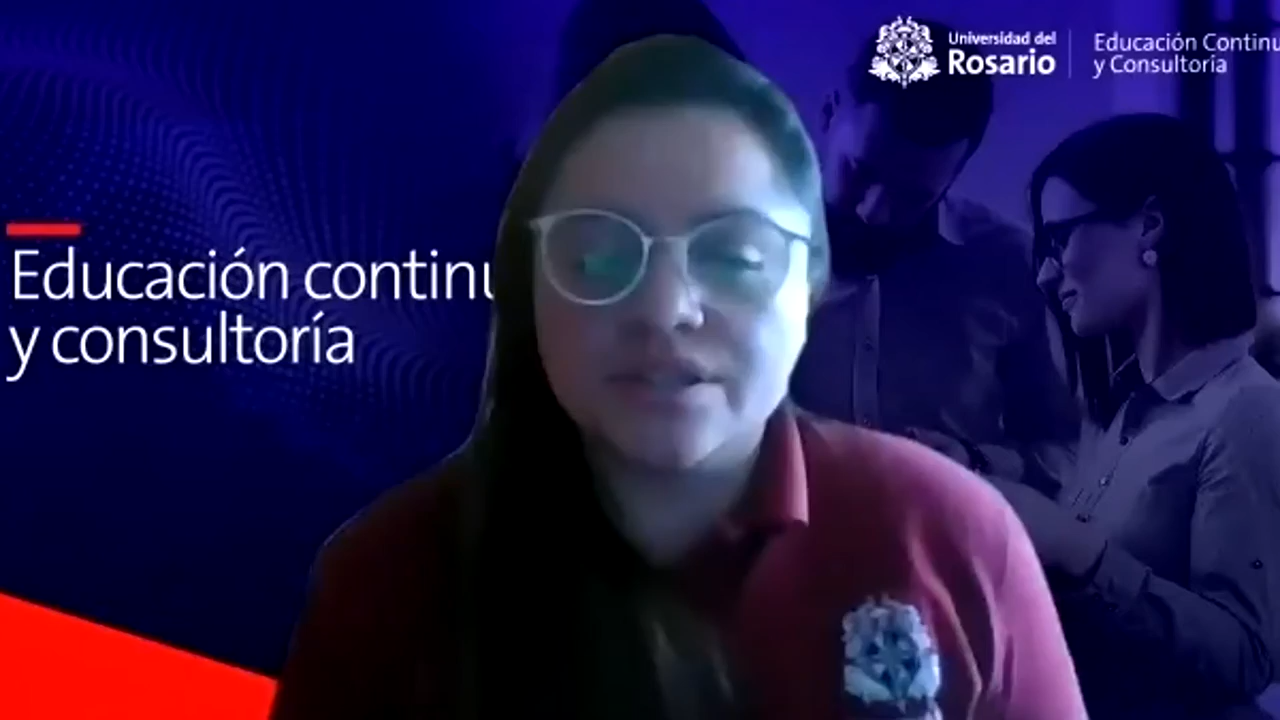 Universidad del
Rosario
Educación Continu
y Consultoría
Educación continu
y consultoría